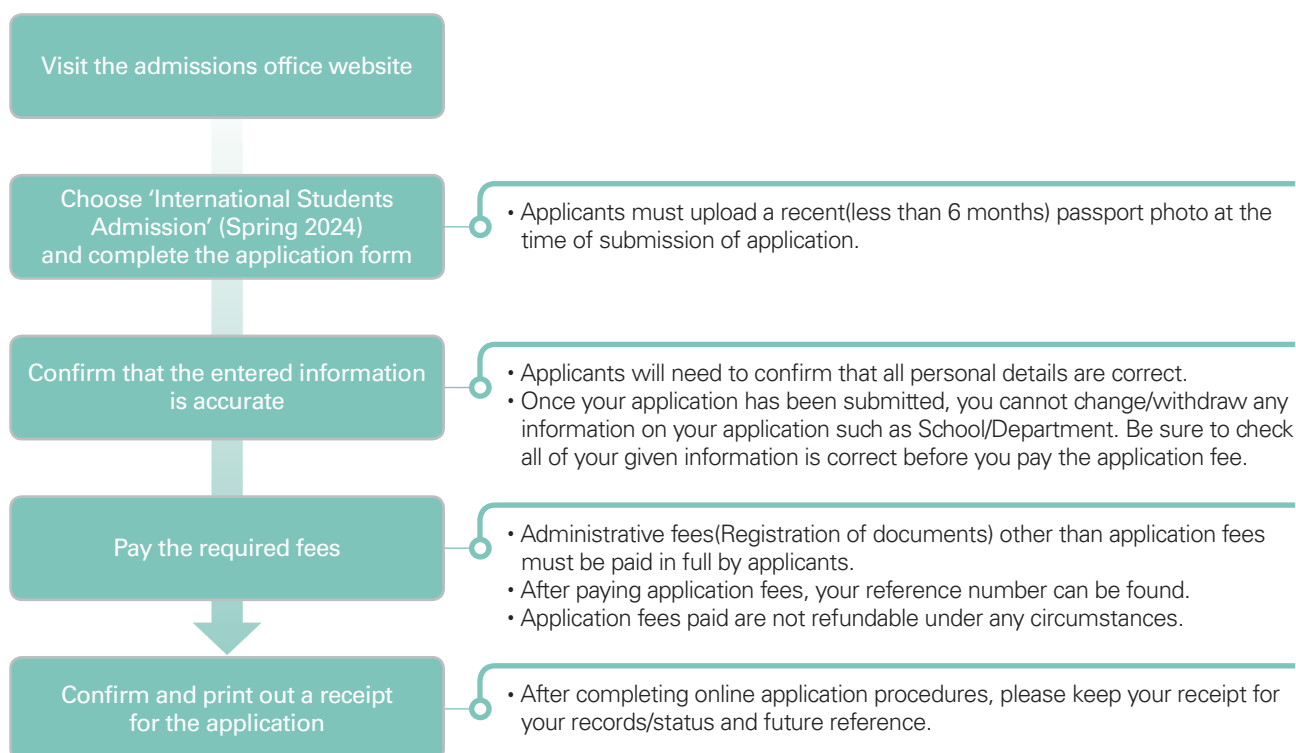 Visit the admissions office website
Choose ‘International Students
Admission’ (Spring 2024)
and complete the application form
• Applicants must upload a recent(less than 6 months) passport photo at the
time of submission of application.
Confirm that the entered information
is accurate
• Applicants will need to confirm that all personal details are correct.
• Once your application has been submitted, you cannot change/withdraw any
information on your application such as School/Department. Be sure to check
all of your given information is correct before you pay the application fee.
Pay the required fees
• Administrative fees(Registration of documents) other than application fees
must be paid in full by applicants.
• After paying application fees, your reference number can be found.
• Application fees paid are not refundable under any circumstances.
Confirm and print out a receipt
for the application
• After completing online application procedures, please keep your receipt for
your records/status and future reference.